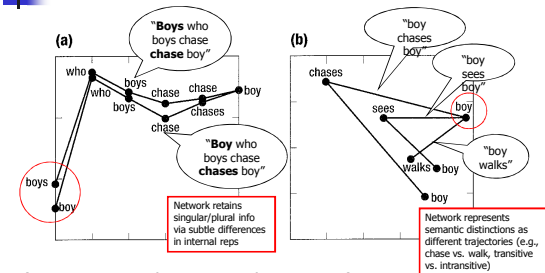 (a)
"Boys who
boys chase
chase boy"
who
who
boys
boys
chase
chase
chase
chases
boy
boys
boy
"Boy who
boys chase
chases boy"
Network retains
singular/plural info
via subtle differences
in internal reps
(b)
"boy
chases
boy"
"boy
sees
boy"
chases
sees
boy
walks
boy
boy
"boy
walks"
Network represents
semantic distinctions as
different trajectories (e.g.,
chase vs. walk, transitive
vs. intransitive)